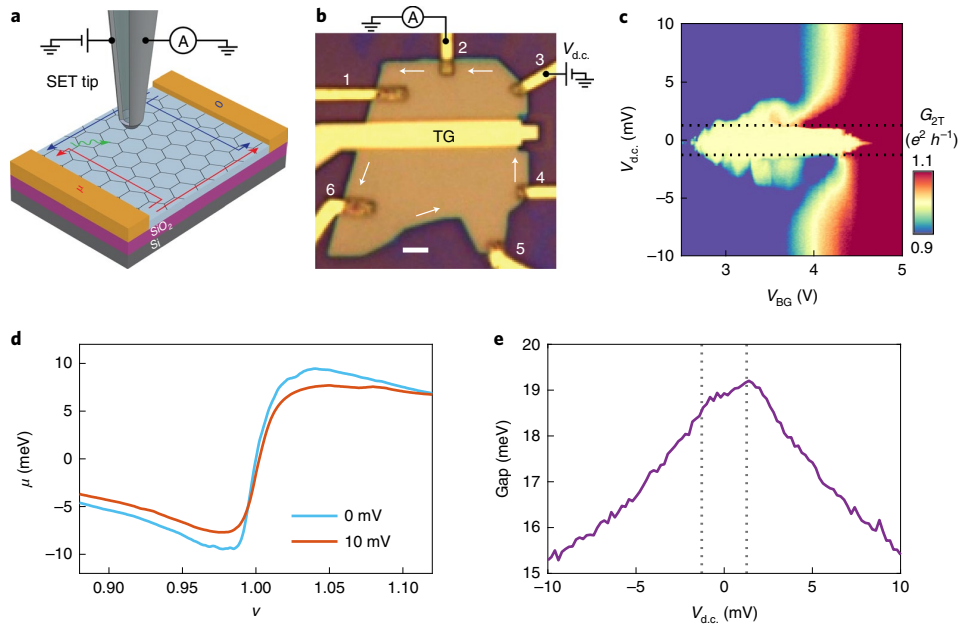 a
A
SET tip
SiO2
Si
b
A
Vd.c.
1
2
3
TG
4
5
6
c
Vd.c. (mV)
10
5
0
−5
−10
3
4
5
VBG (V)
G2T
(e² h⁻¹)
1.1
0.9
d
μ (meV)
10
5
0
−5
−10
0.90
0.95
1.00
1.05
1.10
ν
0 mV
10 mV
e
Gap (meV)
20
19
18
17
16
15
−10
−5
0
5
10
Vd.c. (mV)